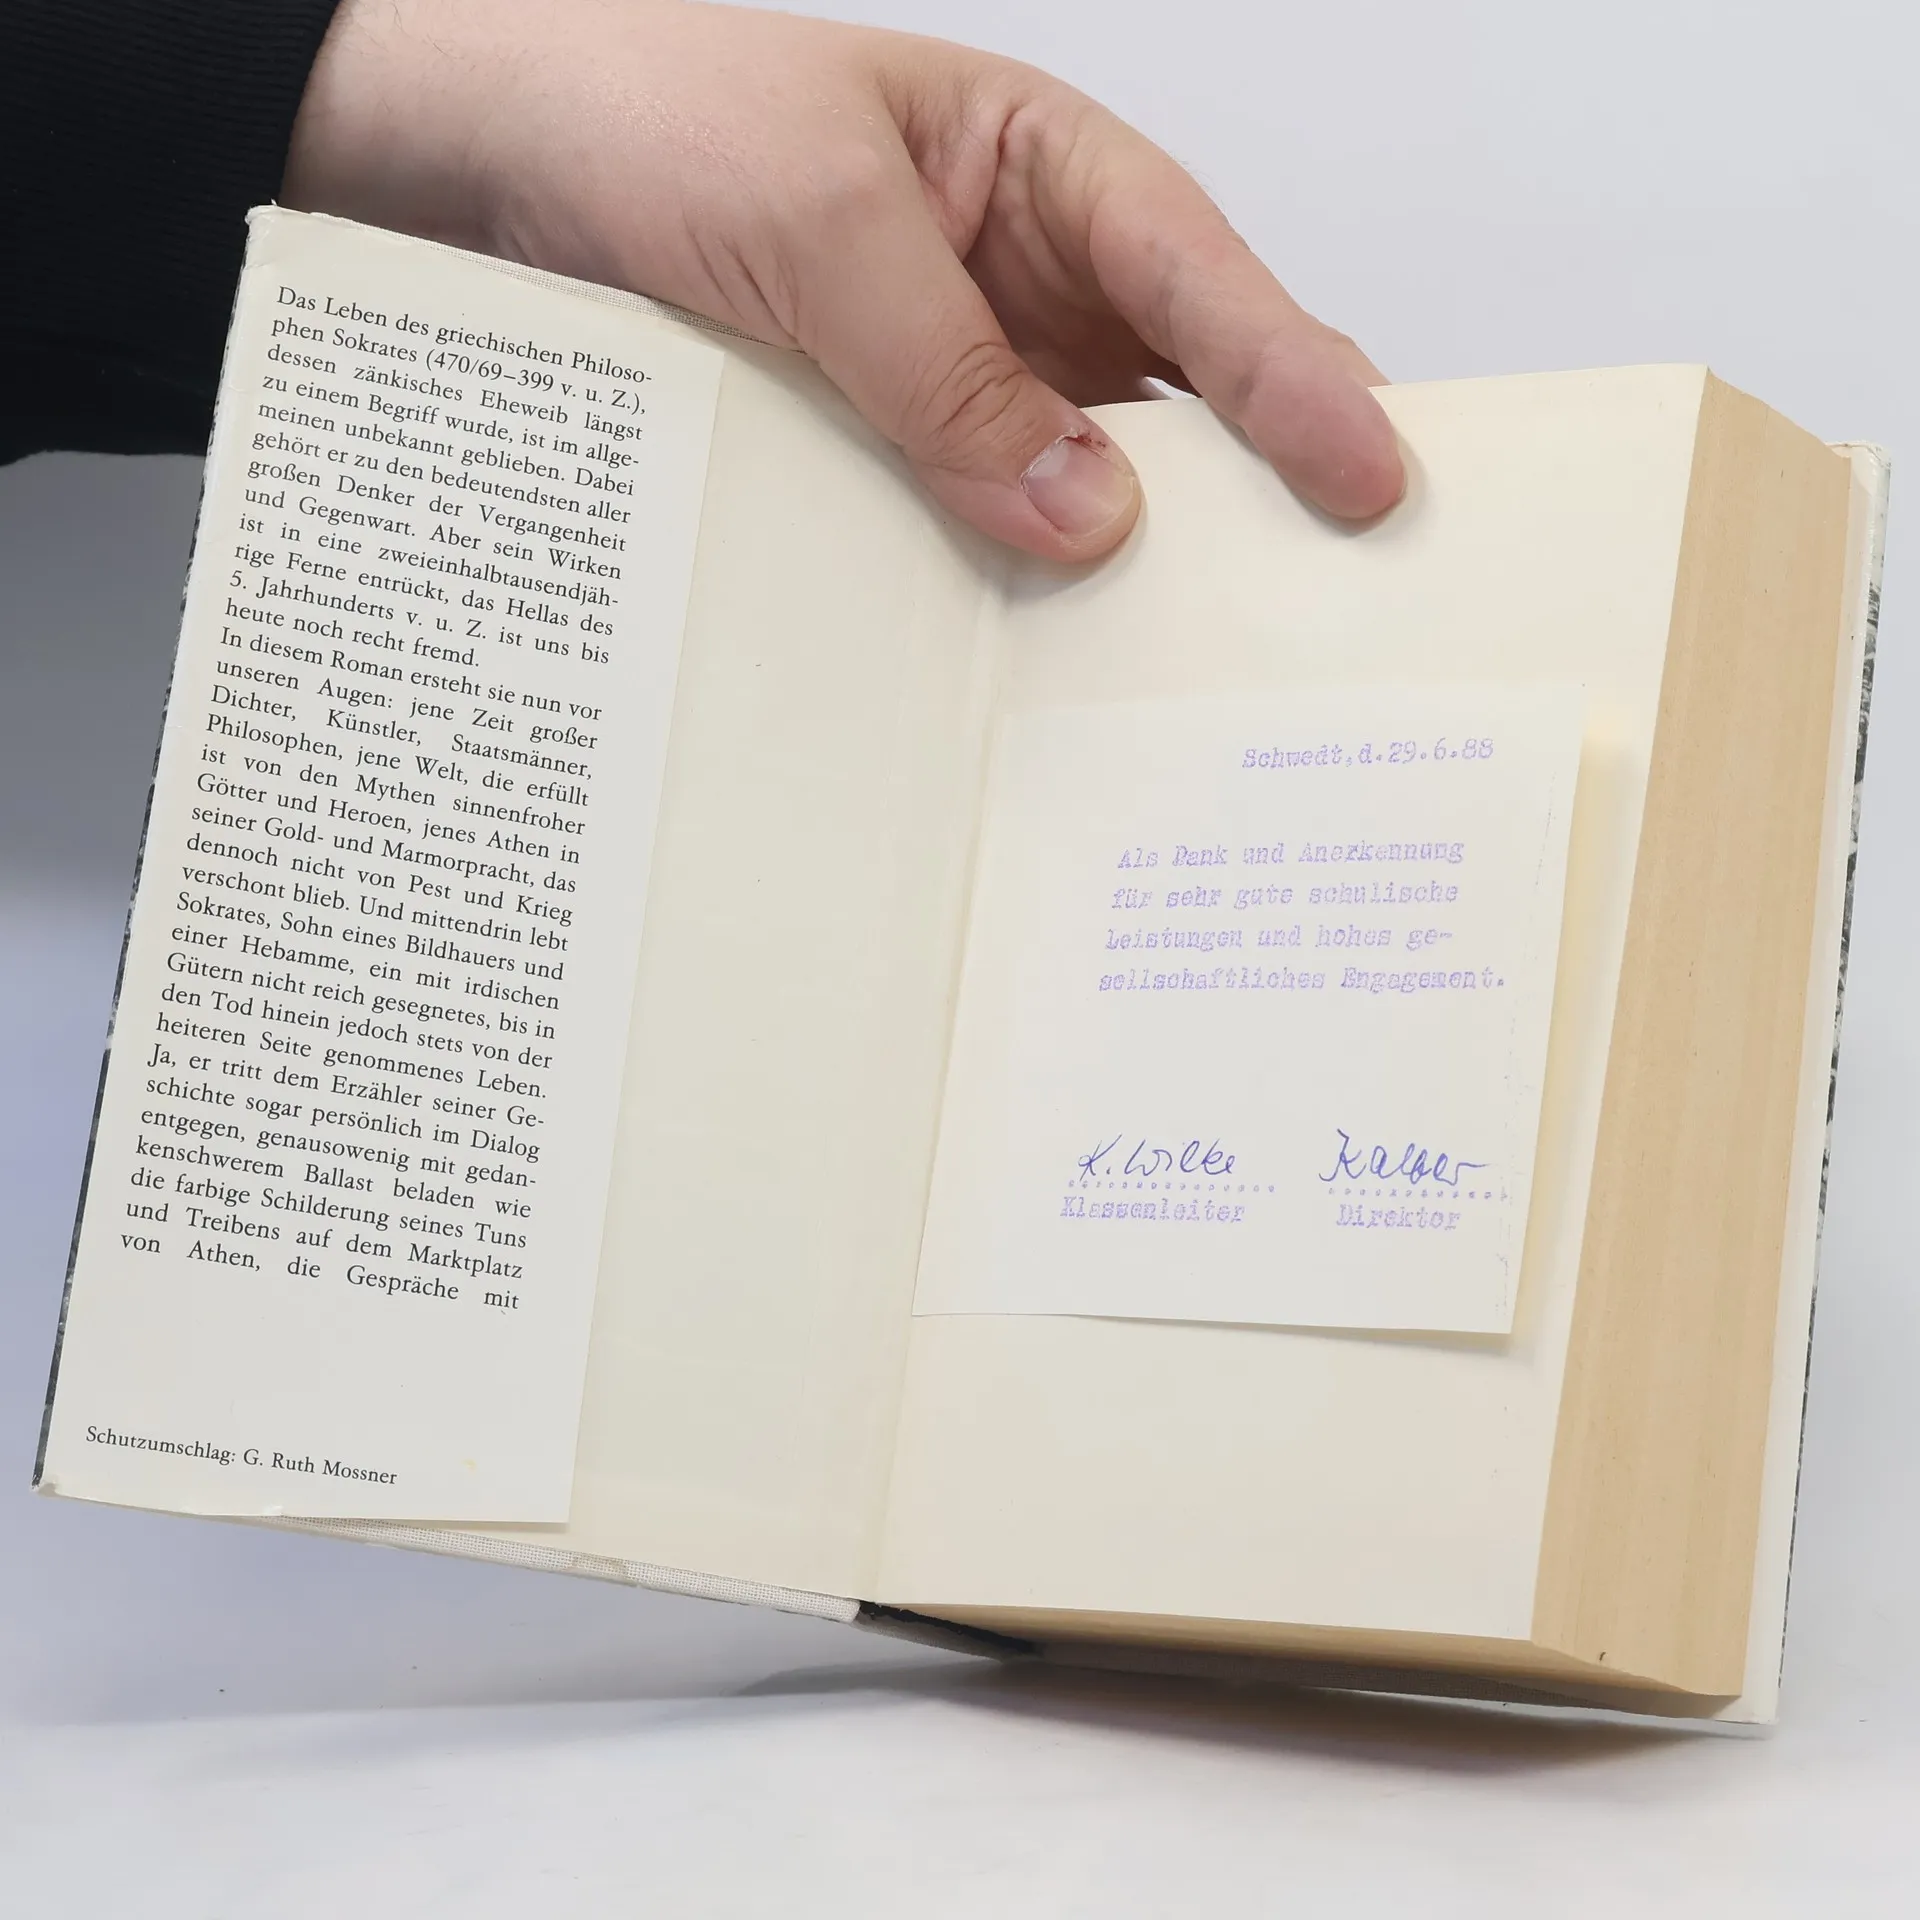 Das Leben des griechischen Philoso-
phen Sokrates (470/69–399 v. u. Z.),
dessen zänkisches Eheweib längst
zu einem Begriff wurde, ist im allge-
meinen unbekannt geblieben. Dabei
gehört er zu den bedeutendsten aller
großen Denker der Vergangenheit
und Gegenwart. Aber sein Wirken
ist in eine zweieinhalbtausendjäh-
rige Ferne entrückt, das Hellas des
5. Jahrhunderts v. u. Z. ist uns bis
heute noch recht fremd.
In diesem Roman ersteht sie nun vor
unseren Augen: jene Zeit großer
Dichter, Künstler, Staatsmänner,
Philosophen, jene Welt, die erfüllt
ist von den Mythen sinnenfroher
Götter und Heroen, jenes Athen in
seiner Gold- und Marmorpracht, das
dennoch nicht von Pest und Krieg
verschont blieb. Und mittendrin lebt
Sokrates, Sohn eines Bildhauers und
einer Hebamme, ein mit irdischen
Gütern nicht reich gesegnetes, bis in
den Tod hinein jedoch stets von der
heiteren Seite genommenes Leben.
Ja, er tritt dem Erzähler seiner Ge-
schichte sogar persönlich im Dialog
entgegen, genausowenig mit gedan-
kenschwerem Ballast beladen wie
die farbige Schilderung seines Tuns
und Treibens auf dem Marktplatz
von Athen, die Gespräche mit
Schutzumschlag: G. Ruth Mossner
Schwedt, d. 29.6.88
Als Dank und Anerkennung
für sehr gute schulische
Leistungen und hohes ge-
sellschaftliches Engagement.
K. Wilke
Klassenleiter Direktor